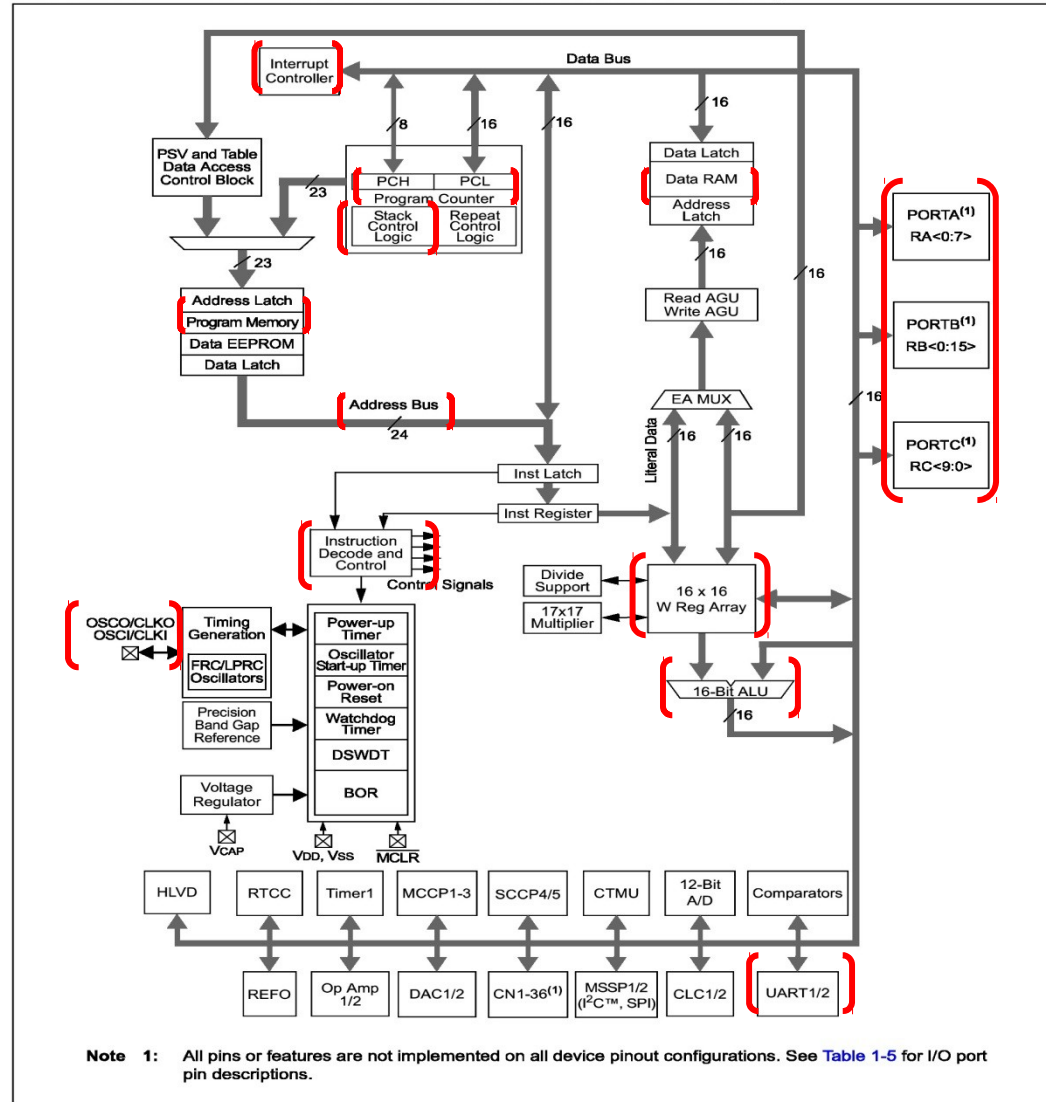 Data Bus
Interrupt
Controller
16
8
16
16
PSV and Table
Data Access
Control Block
23
PCH
PCL
Program Counter
Stack
Control
Logic
Repeat
Control
Logic
Data Latch
Data RAM
Address
Latch
PORTA(1)
RA<0:7>
16
16
23
Address Latch
Program Memory
Data EEPROM
Data Latch
Read AGU
Write AGU
PORTB(1)
RB<0:15>
16
EA MUX
Address Bus
24
Literal Data
16
16
PORTC(1)
RC<9:0>
Inst Latch
Inst Register
Instruction
Decode and
Control
Control Signals
Divide
Support
17x17
Multiplier
16 x 16
W Reg Array
OSCO/CLKO
OSCI/CLKI
Timing
Generation
FRC/LPRC
Oscillators
Power-up
Timer
Oscillator
Start-up Timer
Power-on
Reset
Watchdog
Timer
DSWDT
BOR
16-Bit ALU
16
Precision
Band Gap
Reference
Voltage
Regulator
VCAP
VDD, VSS
MCLR
HLVD
RTCC
Timer1
MCCP1-3
SCCP4/5
CTMU
12-Bit
A/D
Comparators
REFO
Op Amp
1/2
DAC1/2
CN1-36(1)
MSSP1/2
(I2C™, SPI)
CLC1/2
UART1/2
Note 1: All pins or features are not implemented on all device pinout configurations. See Table 1-5 for I/O port
pin descriptions.